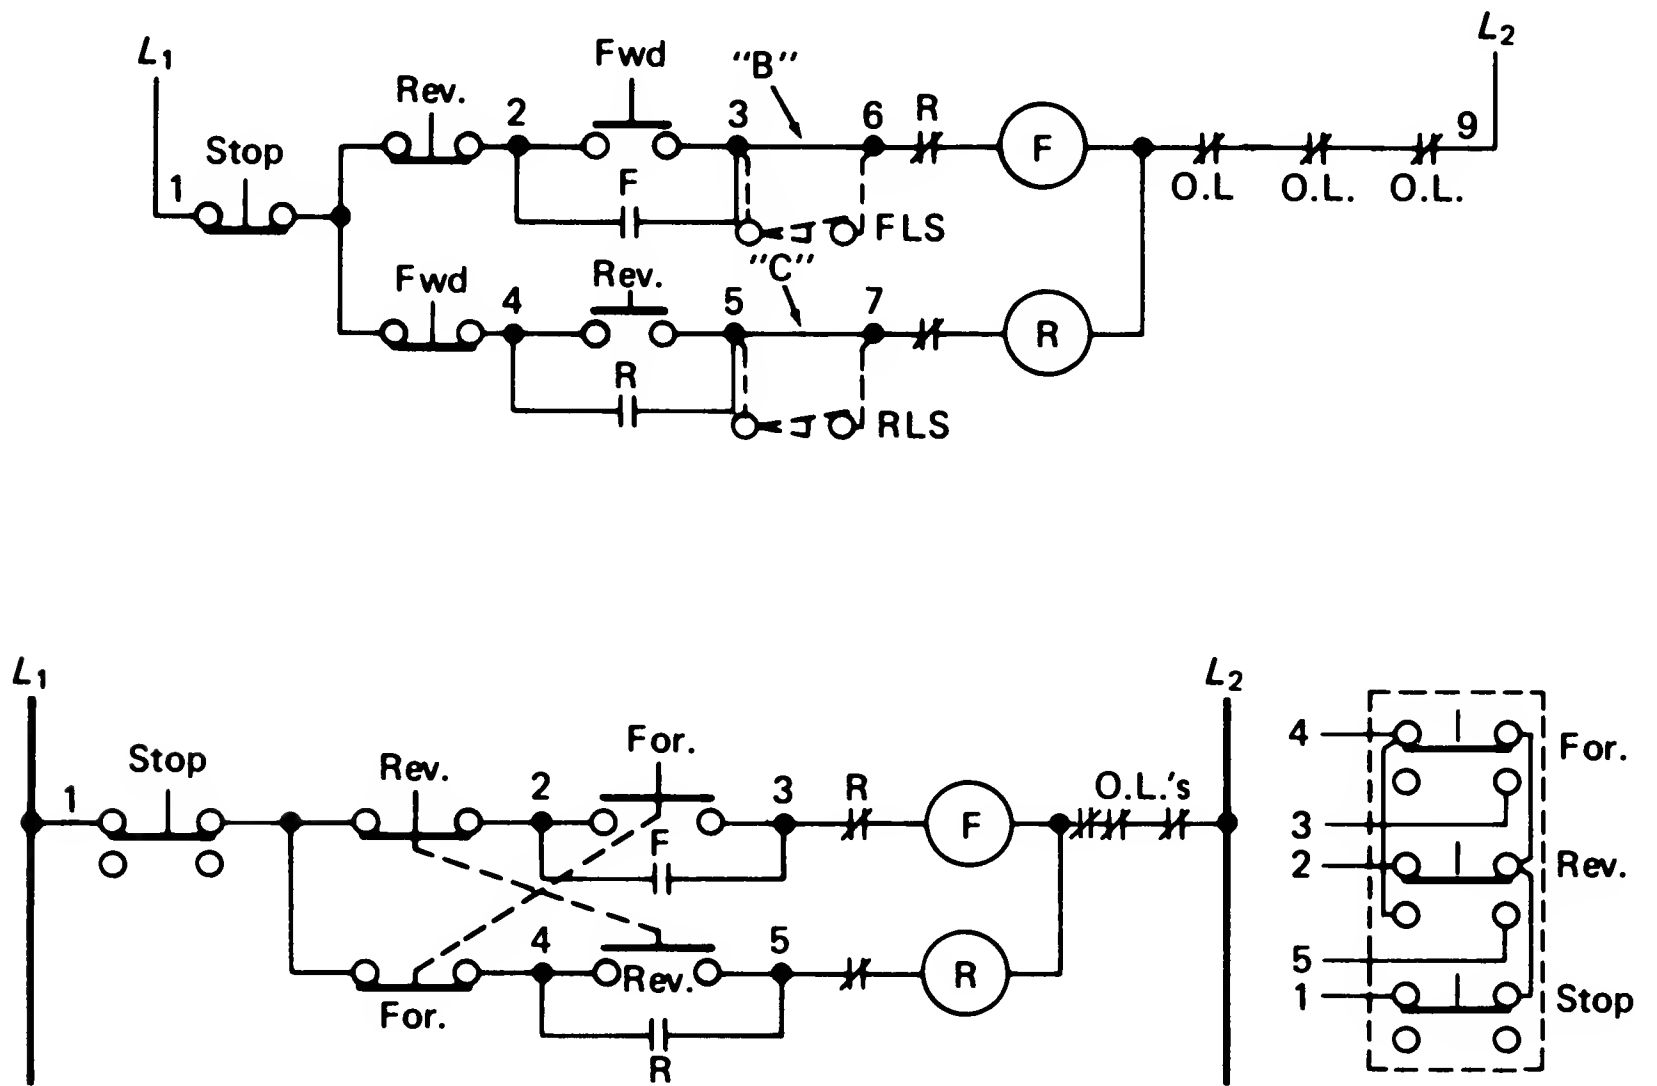 L1
Fwd
"B"
L2
Rev.
2
3
6
R
9
Stop
1
F
F
O.L
O.L.
O.L.
FLS
"C"
Fwd
4
Rev.
5
7
R
R
RLS
L1
L2
Stop
Rev.
For.
1
2
3
R
F
O.L.'s
F
4
5
Rev.
R
For.
R
4
For.
3
2
Rev.
5
1
Stop